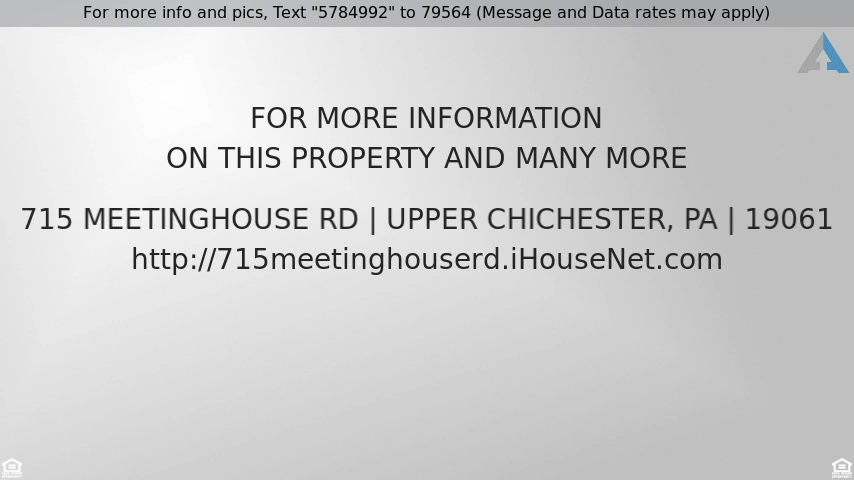 For more info and pics, Text "5784992" to 79564 (Message and Data rates may apply)
FOR MORE INFORMATION
ON THIS PROPERTY AND MANY MORE
715 MEETINGHOUSE RD | UPPER CHICHESTER, PA | 19061
http://715meetinghouserd.iHouseNet.com